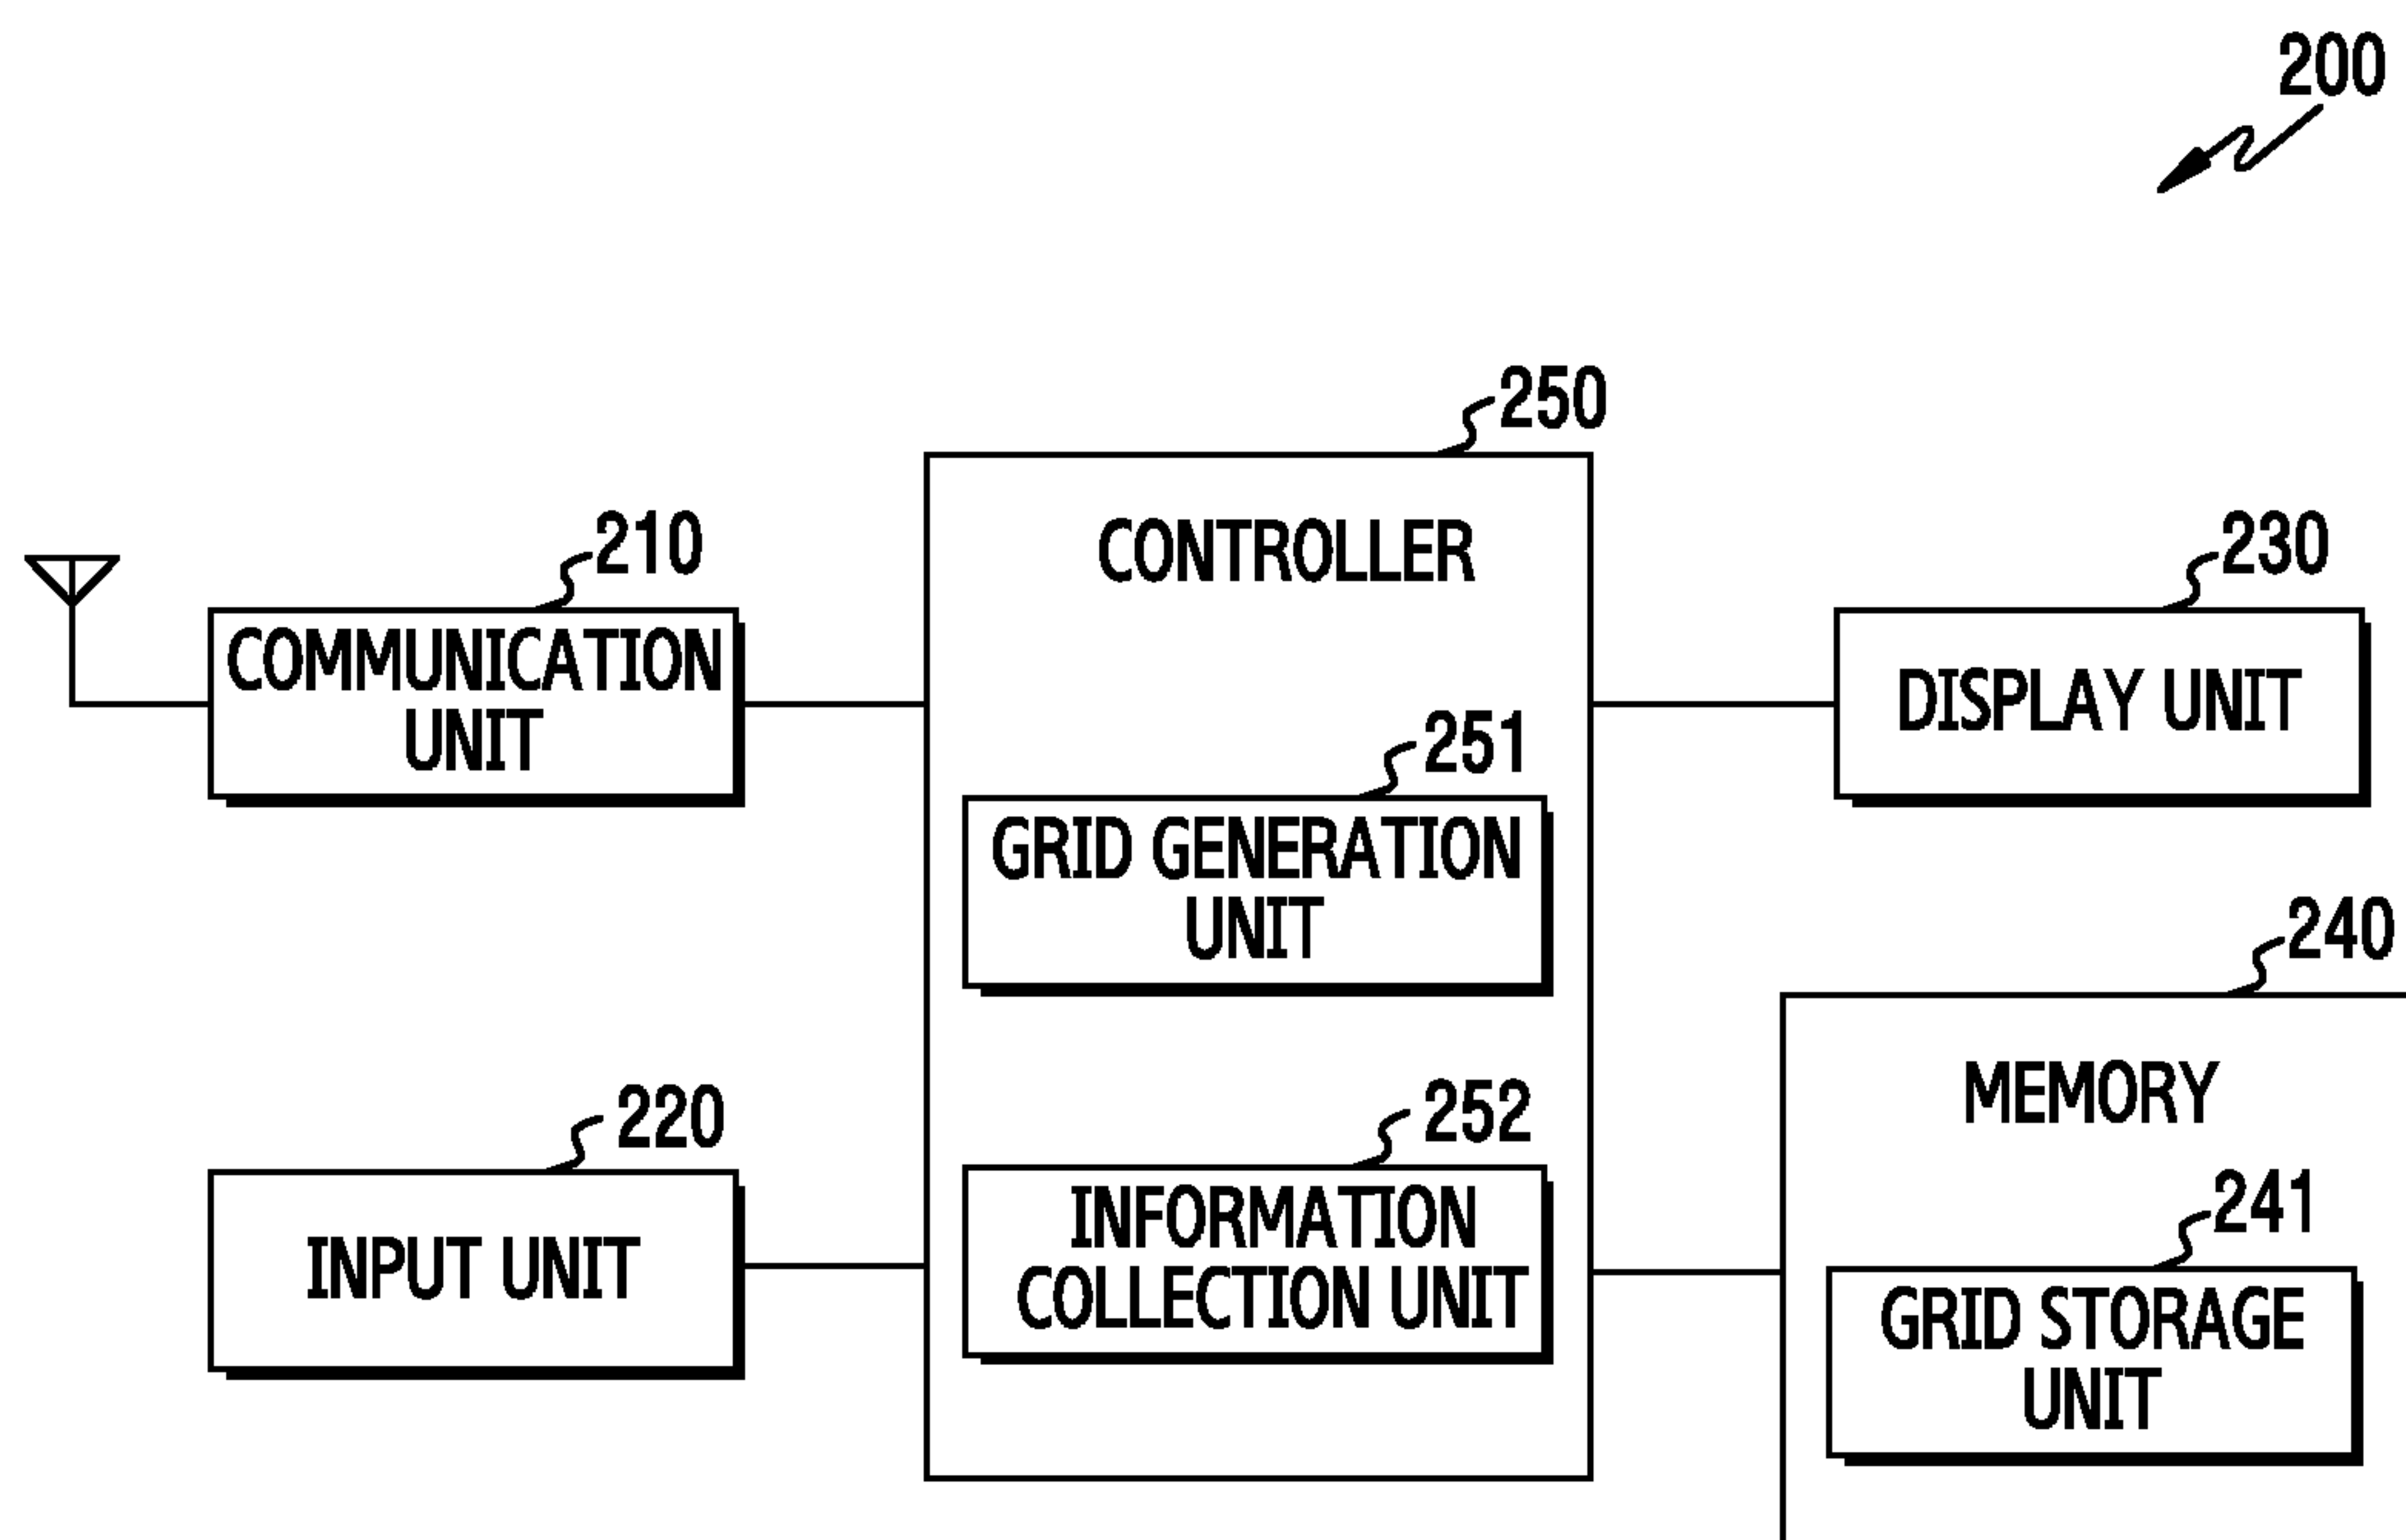 200
250
CONTROLLER
210
COMMUNICATION
UNIT
230
DISPLAY UNIT
251
GRID GENERATION
UNIT
240
MEMORY
220
INPUT UNIT
252
INFORMATION
COLLECTION UNIT
241
GRID STORAGE
UNIT